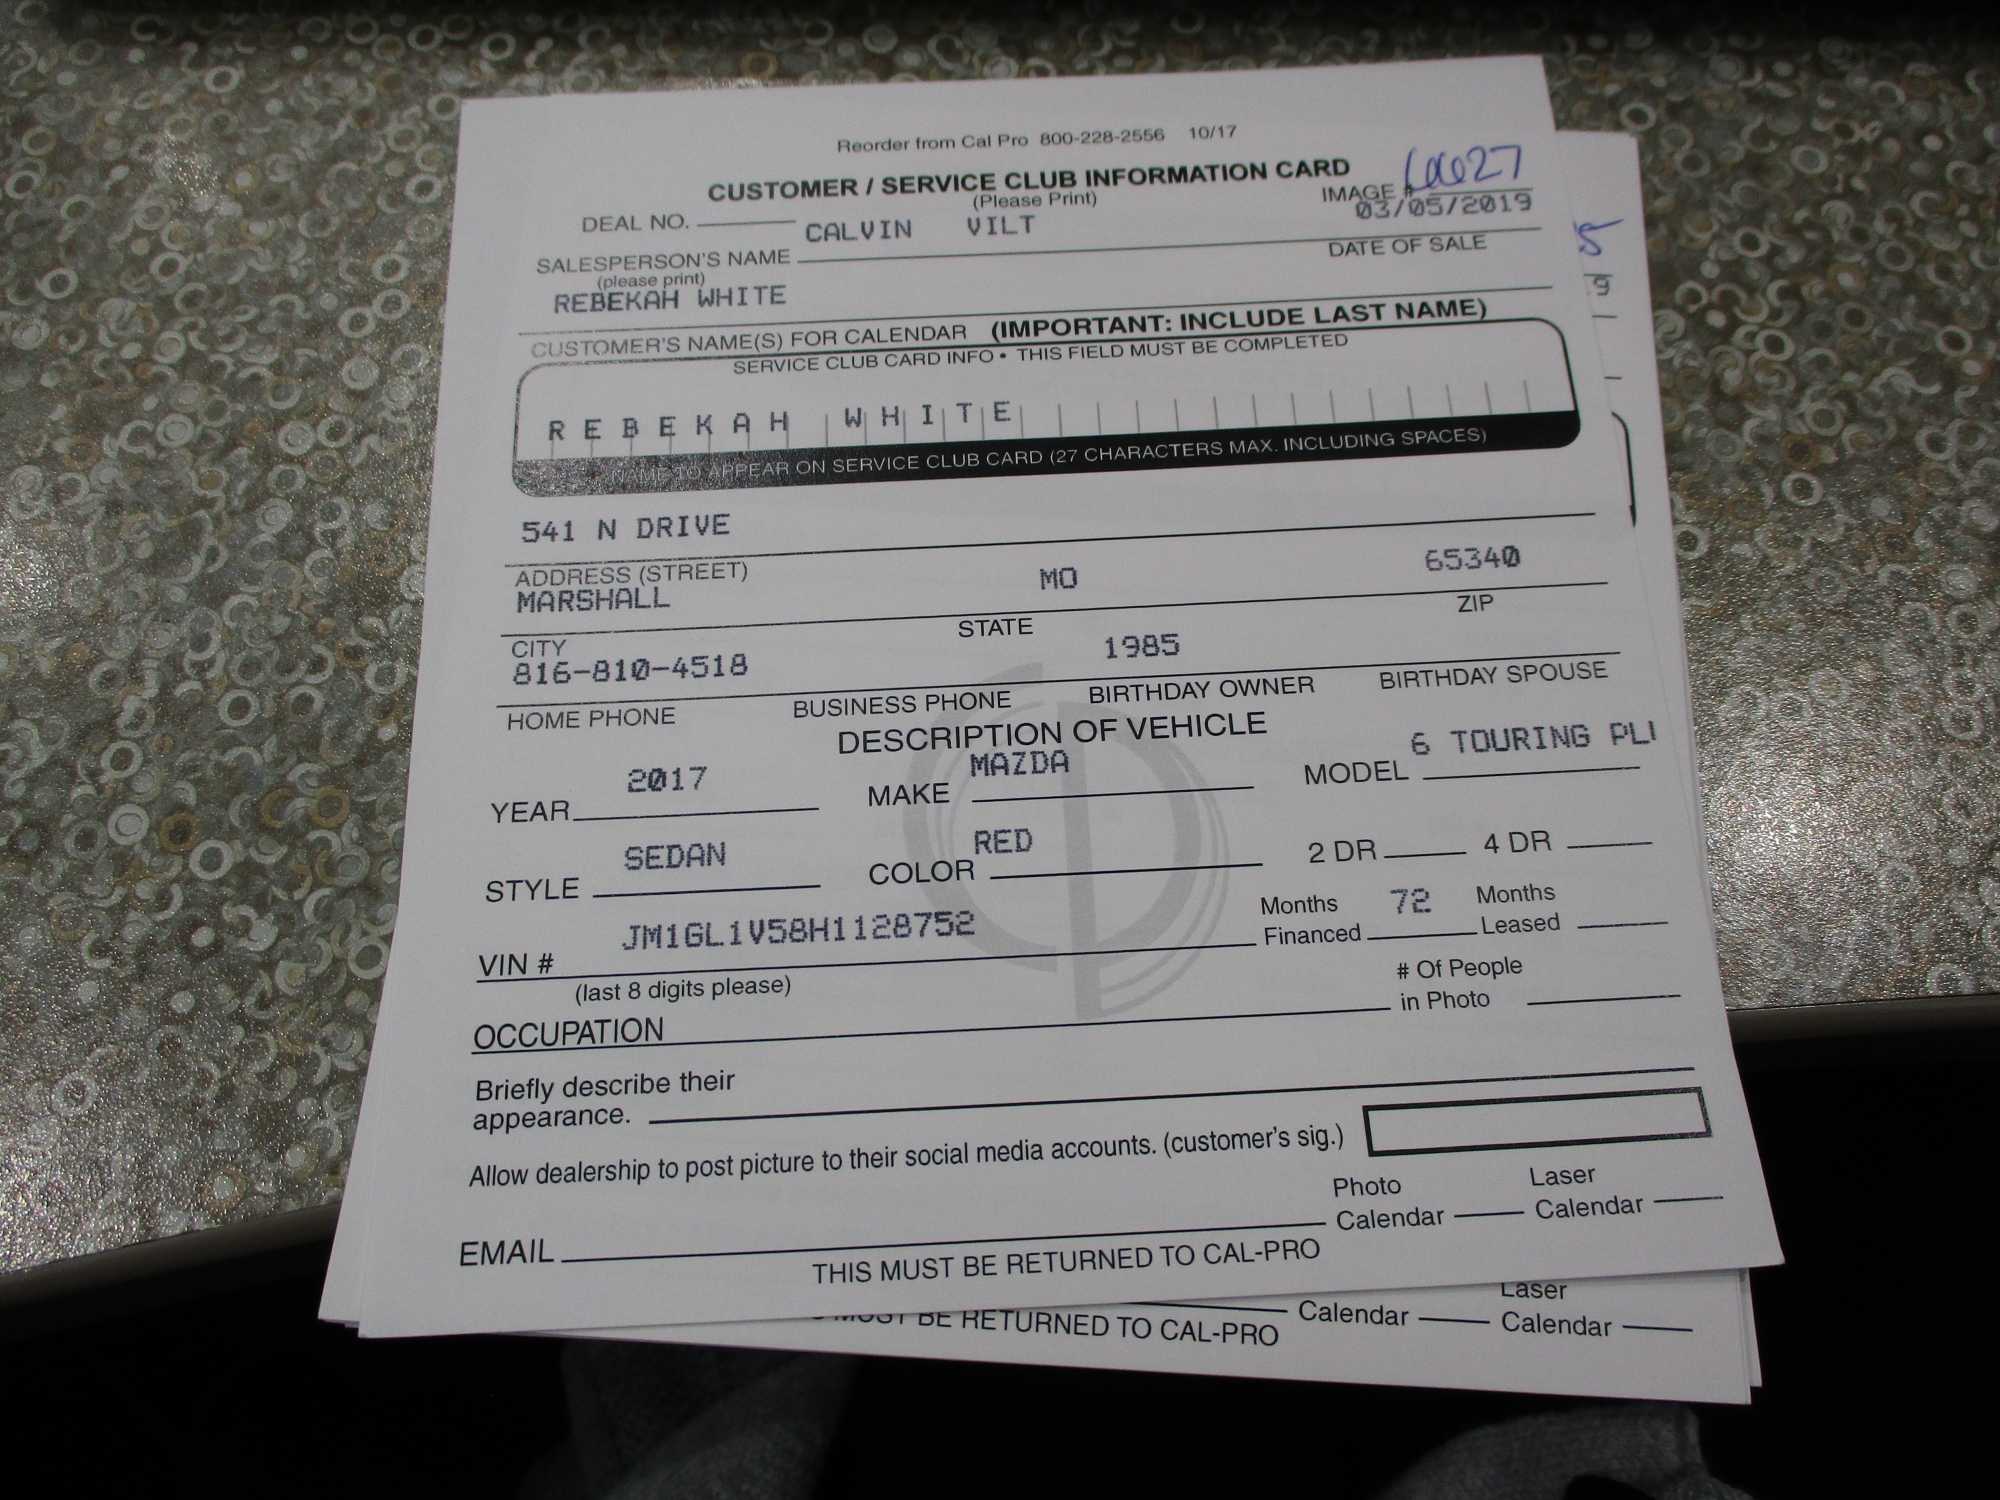 Reorder from Cal Pro 800-228-2556 10/17
CUSTOMER / SERVICE CLUB INFORMATION CARD
(Please Print)
IMAGE #
DEAL NO. CALVIN VILT 03/05/2019
SALESPERSON'S NAME DATE OF SALE
(please print)
REBEKAH WHITE
CUSTOMER'S NAME(S) FOR CALENDAR (IMPORTANT: INCLUDE LAST NAME)
SERVICE CLUB CARD INFO • THIS FIELD MUST BE COMPLETED
REBEKAH WHITE
NAME TO APPEAR ON SERVICE CLUB CARD (27 CHARACTERS MAX. INCLUDING SPACES)
541 N DRIVE
ADDRESS (STREET)
MARSHALL MO 65340
CITY STATE ZIP
816-810-4518 1985
HOME PHONE BUSINESS PHONE BIRTHDAY OWNER BIRTHDAY SPOUSE
DESCRIPTION OF VEHICLE
YEAR 2017 MAKE MAZDA MODEL 6 TOURING
STYLE SEDAN COLOR RED 2 DR 4 DR
VIN # JM1GL1V58H1128752 Months Financed 72 Months Leased
(last 8 digits please)
OCCUPATION # Of People in Photo
Briefly describe their
appearance.
Allow dealership to post picture to their social media accounts. (customer's sig.)
EMAIL Photo Calendar Laser Calendar
THIS MUST BE RETURNED TO CAL-PRO
Laser
Calendar Calendar
MUST BE RETURNED TO CAL-PRO